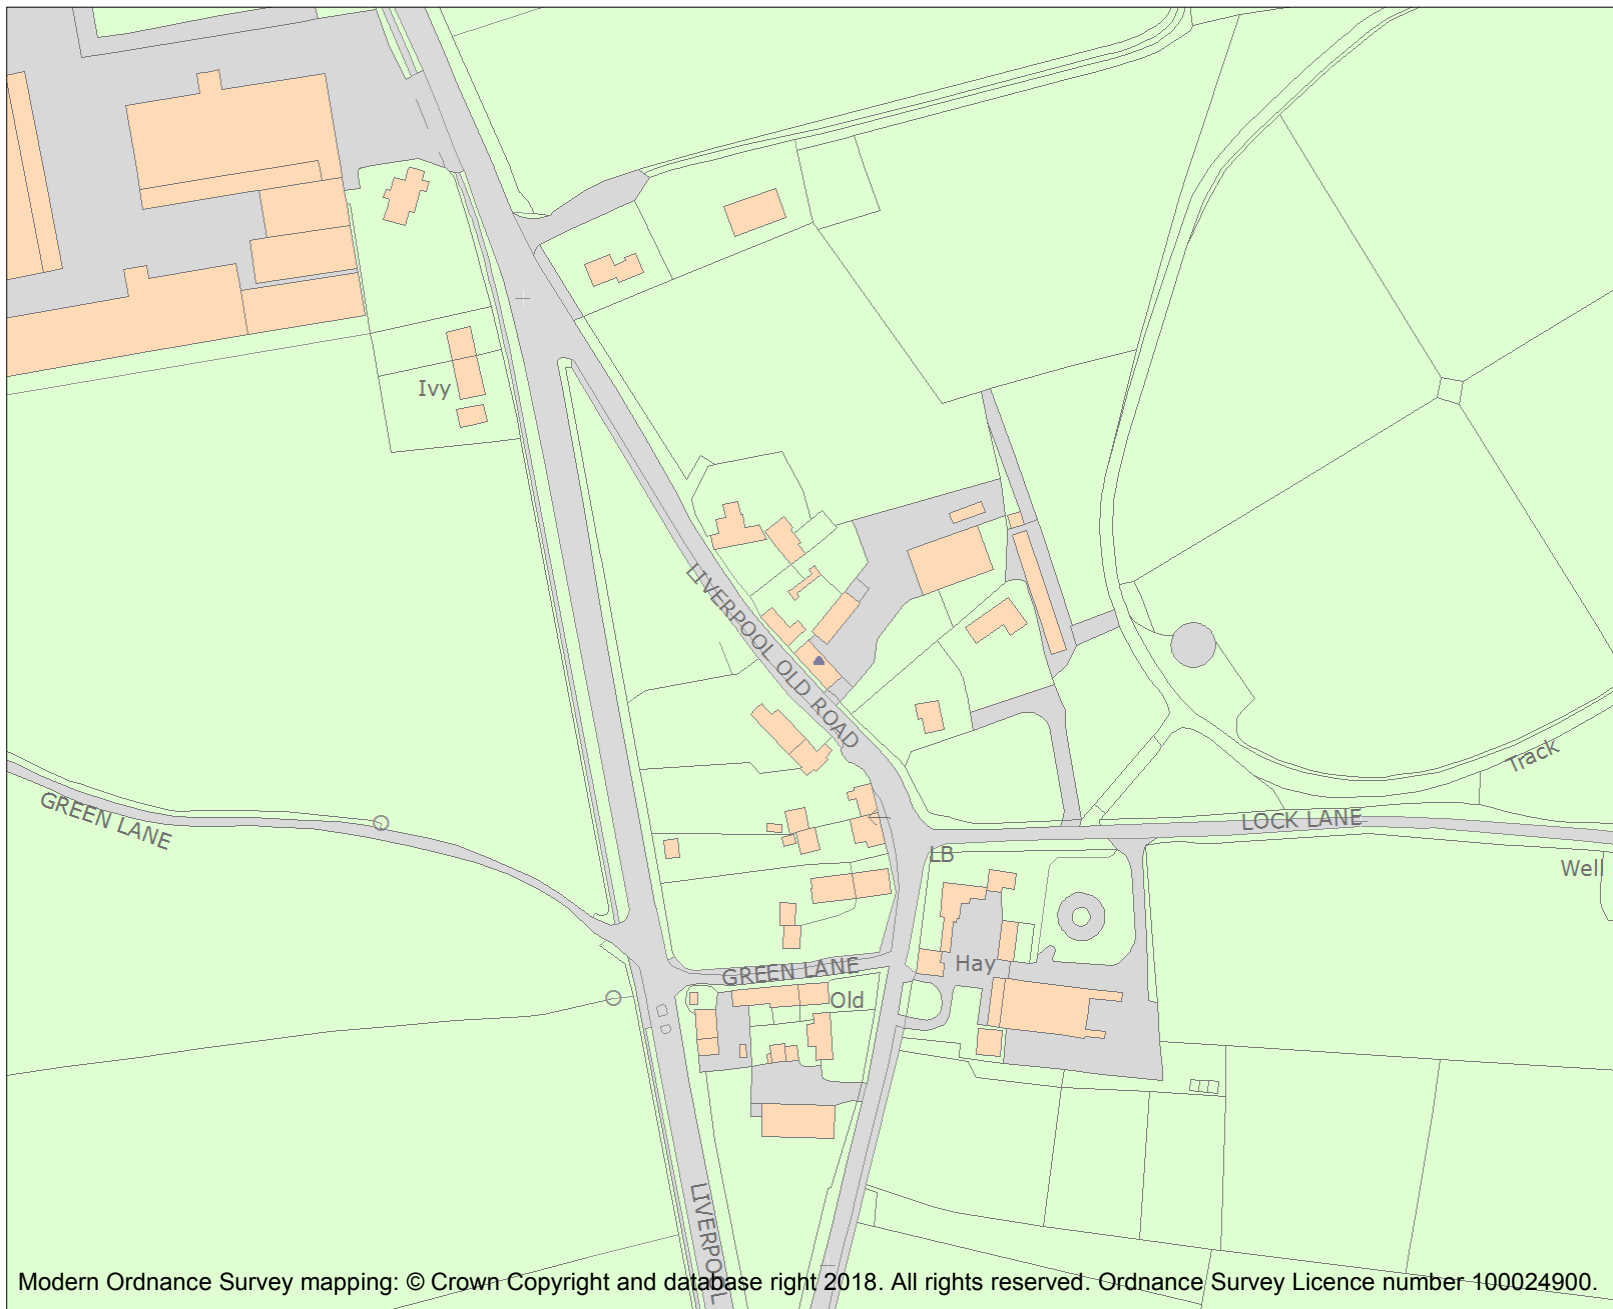 Ivy
LIVERPOOL OLD ROAD
Track
GREEN LANE
LOCK LANE
LB
Well
Hay
GREEN LANE
Old
LIVERPOOL
Modern Ordnance Survey mapping: © Crown Copyright and database right 2018. All rights reserved. Ordnance Survey Licence number 100024900.